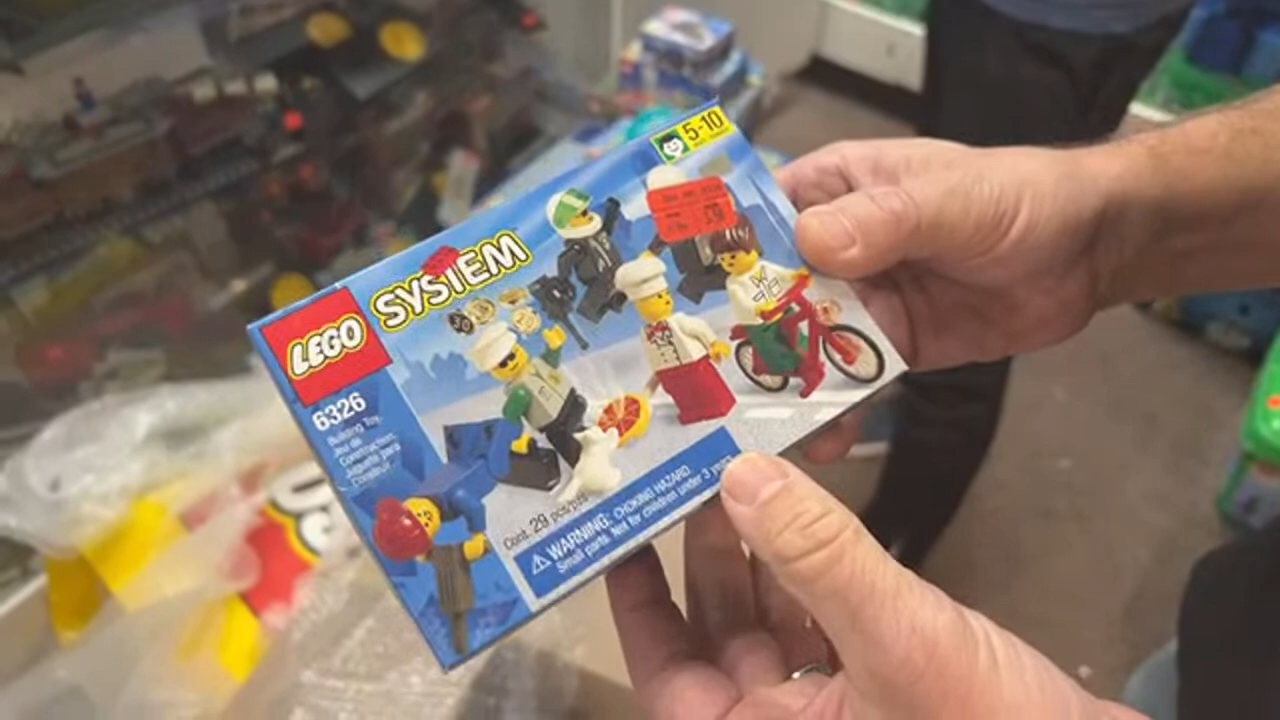 5-10
LEGO
SYSTEM
6326
Building Toy.
Jeu de
Construction.
Juguete para
Construir.
Cont. 29 pcs/pzs
WARNING: CHOKING HAZARD.
Small parts. Not for children under 3 years.